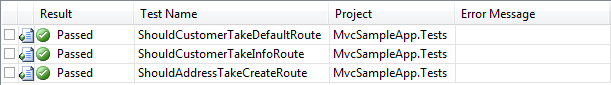 Result Test Name Project Error Message
Passed ShouldCustomerTakeDefaultRoute MvcSampleApp.Tests
Passed ShouldCustomerTakeInfoRoute MvcSampleApp.Tests
Passed ShouldAddressTakeCreateRoute MvcSampleApp.Tests